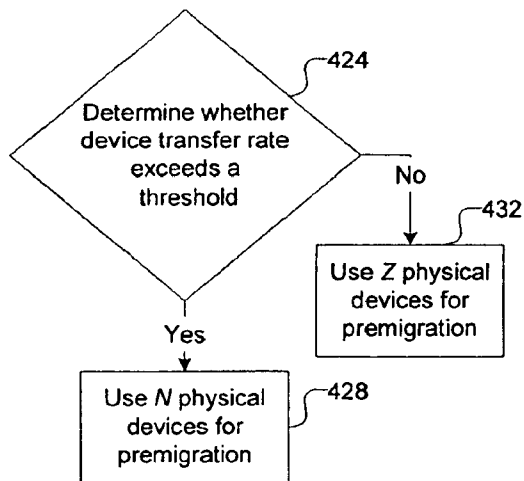 424
Determine whether
device transfer rate
exceeds a
threshold
No
432
Use Z physical
devices for
premigration
Yes
428
Use N physical
devices for
premigration